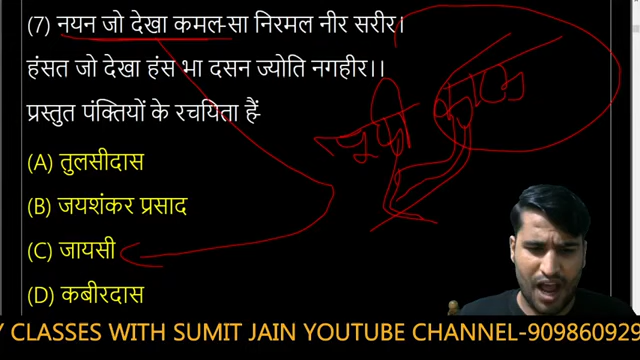 (7) नयन जो देखा कमल-सा निरमल नीर सरीर।
हंसत जो देखा हंस भा दसन ज्योति नगहीर।।
प्रस्तुत पंक्तियों के रचयिता हैं-
(A) तुलसीदास
(B) जयशंकर प्रसाद
(C) जायसी
(D) कबीरदास
Y CLASSES WITH SUMIT JAIN YOUTUBE CHANNEL-909860929